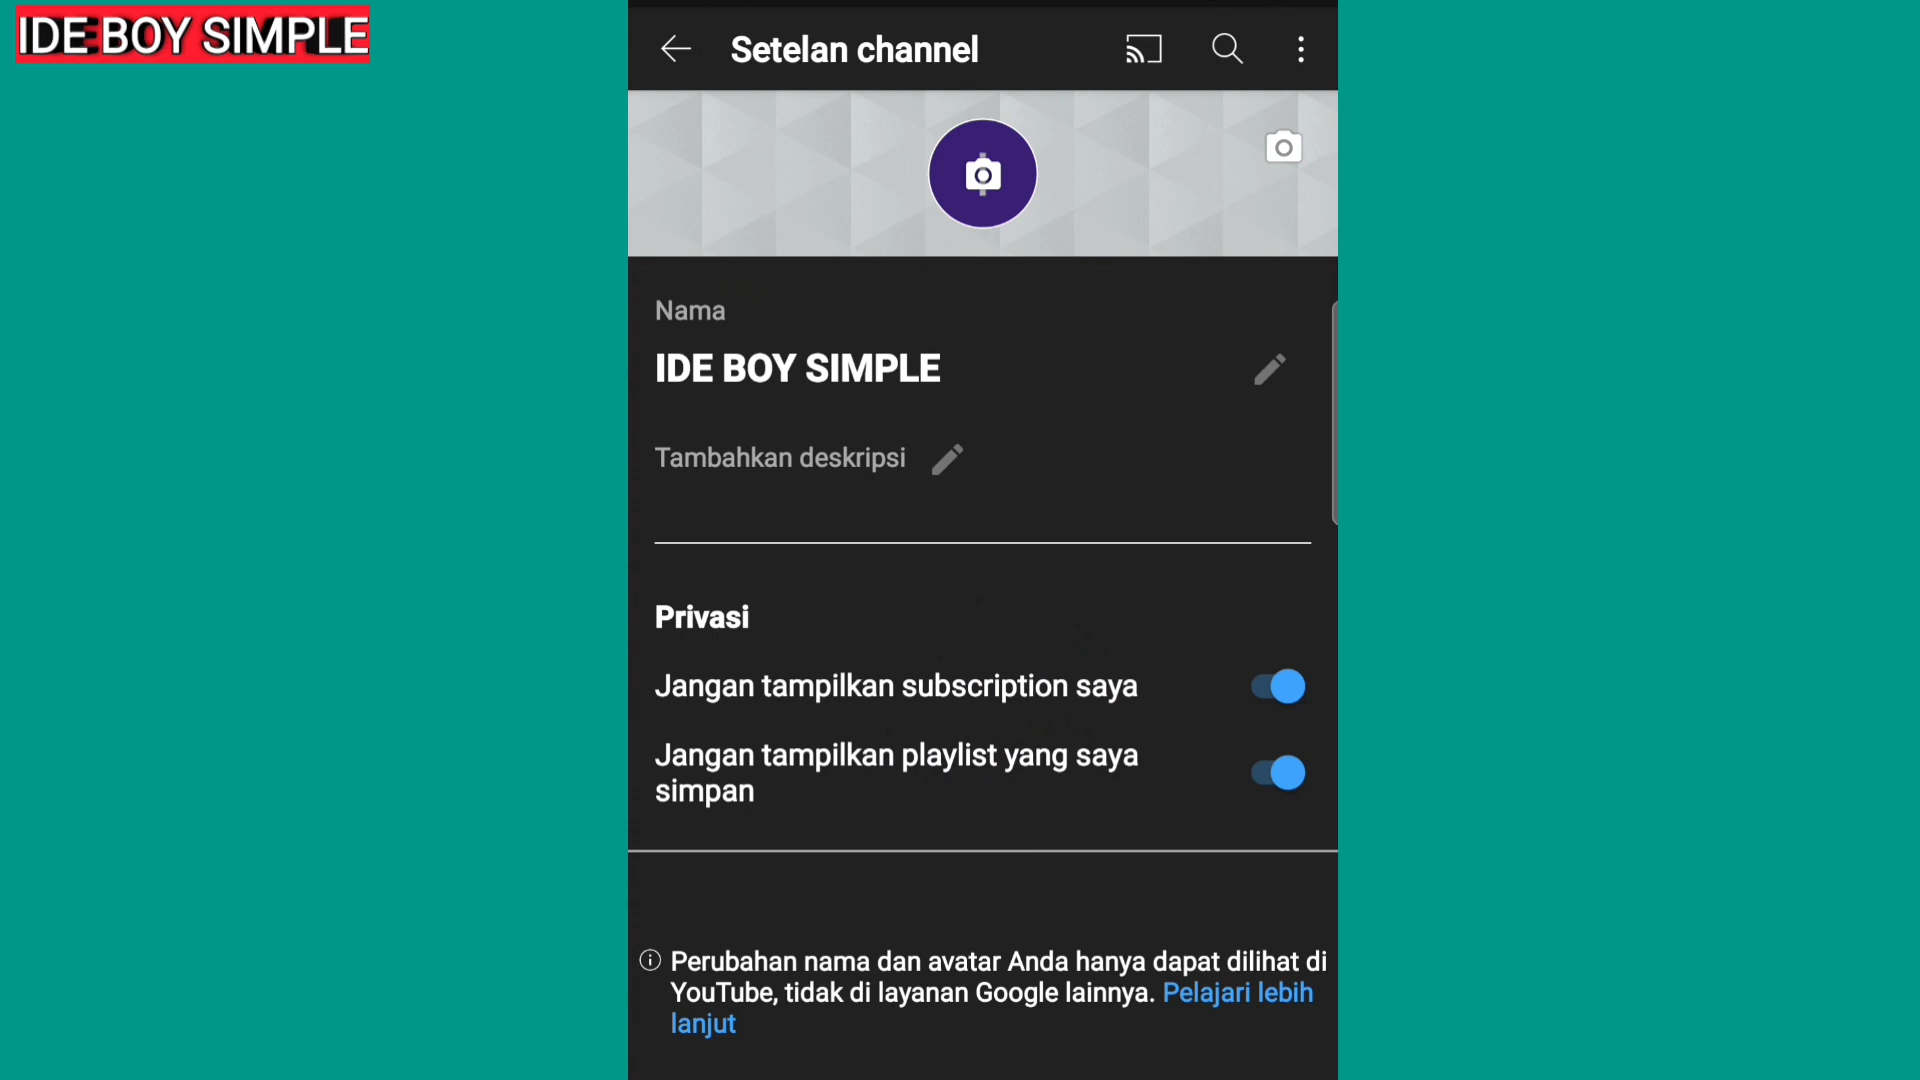 IDE BOY SIMPLE
Setelan channel
Nama
IDE BOY SIMPLE
Tambahkan deskripsi
Privasi
Jangan tampilkan subscription saya
Jangan tampilkan playlist yang saya
simpan
Perubahan nama dan avatar Anda hanya dapat dilihat di
YouTube, tidak di layanan Google lainnya. Pelajari lebih
lanjut